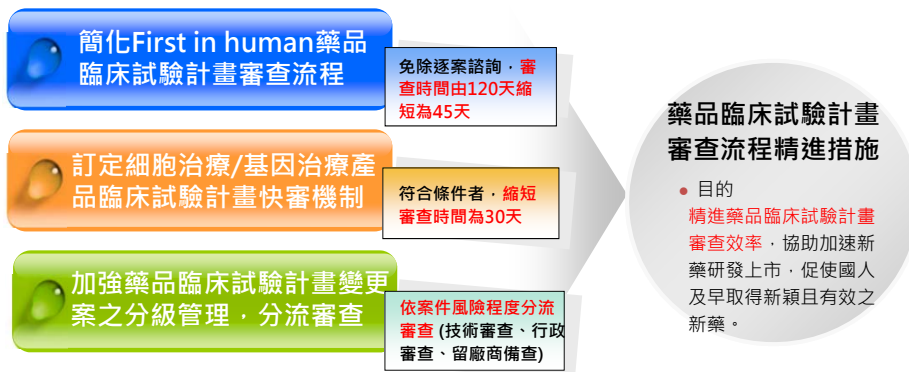 簡化First in human藥品
臨床試驗計畫審查流程
免除逐案諮詢，審
查時間由120天縮
短為45天
訂定細胞治療/基因治療產
品臨床試驗計畫快審機制
符合條件者，縮短
審查時間為30天
加強藥品臨床試驗計畫變更
案之分級管理，分流審查
依案件風險程度分流
審查 (技術審查、行政
審查、留廠商備查)
藥品臨床試驗計畫
審查流程精進措施
• 目的
精進藥品臨床試驗計畫
審查效率，協助加速新
藥研發上市，促使國人
及早取得新穎且有效之
新藥。